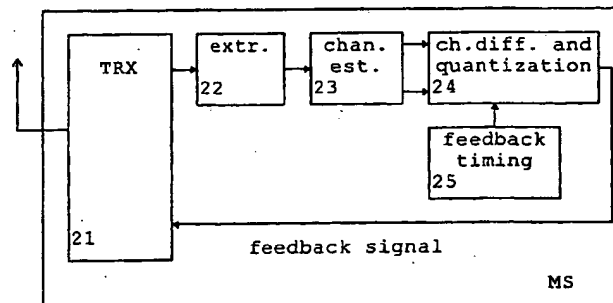 TRX
21
extr.
22
chan.
est.
23
ch.diff. and
quantization
24
feedback
timing
25
feedback signal
MS